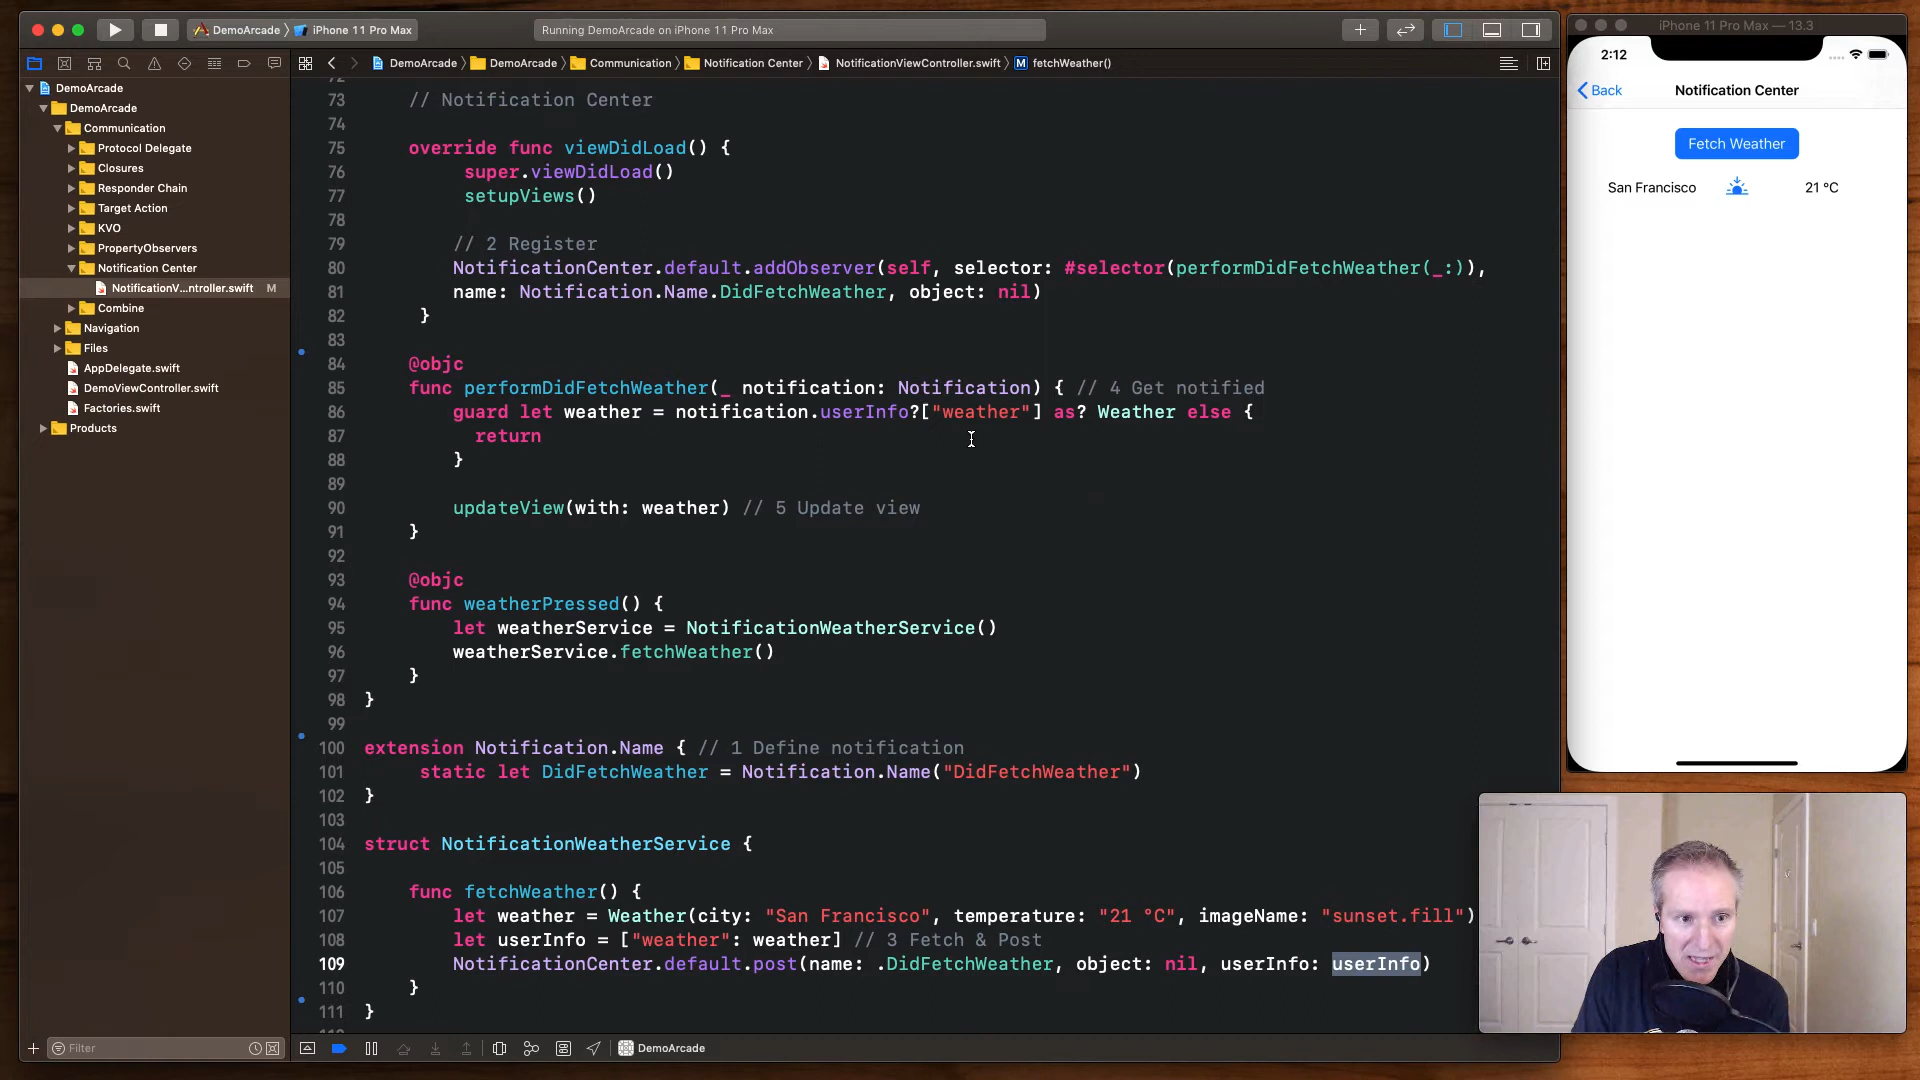 DemoArcade
iPhone 11 Pro Max
Running DemoArcade on iPhone 11 Pro Max
DemoArcade
DemoArcade
Communication
Notification Center
NotificationViewController.swift
M
fetchWeather()
DemoArcade
DemoArcade
Communication
Protocol Delegate
Closures
Responder Chain
Target Action
KVO
PropertyObservers
Notification Center
NotificationV...ntroller.swift
M
Combine
Navigation
Files
AppDelegate.swift
DemoViewController.swift
Factories.swift
Products
Filter
73 // Notification Center
74
75 override func viewDidLoad() {
76 super.viewDidLoad()
77 setupViews()
78
79 // 2 Register
80 NotificationCenter.default.addObserver(self, selector: #selector(performDidFetchWeather(_:)),
81 name: Notification.Name.DidFetchWeather, object: nil)
82 }
83
84 @objc
85 func performDidFetchWeather(_ notification: Notification) { // 4 Get notified
86 guard let weather = notification.userInfo?["weather"] as? Weather else {
87 return
88 }
89
90 updateView(with: weather) // 5 Update view
91 }
92
93 @objc
94 func weatherPressed() {
95 let weatherService = NotificationWeatherService()
96 weatherService.fetchWeather()
97 }
98 }
99
100 extension Notification.Name { // 1 Define notification
101 static let DidFetchWeather = Notification.Name("DidFetchWeather")
102 }
103
104 struct NotificationWeatherService {
105
106 func fetchWeather() {
107 let weather = Weather(city: "San Francisco", temperature: "21 °C", imageName: "sunset.fill")
108 let userInfo = ["weather": weather] // 3 Fetch & Post
109 NotificationCenter.default.post(name: .DidFetchWeather, object: nil, userInfo: userInfo)
110 }
111 }
DemoArcade
iPhone 11 Pro Max — 13.3
2:12
Back
Notification Center
Fetch Weather
San Francisco
21 °C